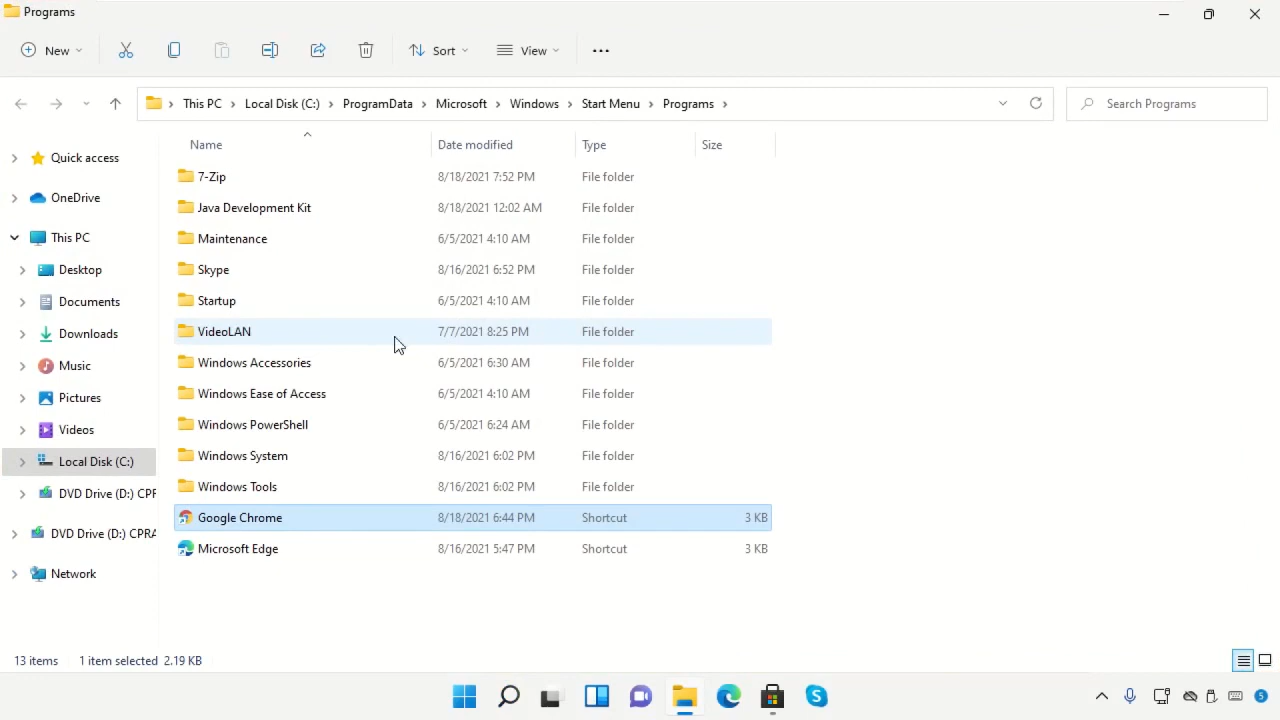 Programs
New Sort View
This PC Local Disk (C:) ProgramData Microsoft Windows Start Menu Programs Search Programs
Name Date modified Type Size
Quick access
OneDrive
This PC
Desktop
Documents
Downloads
Music
Pictures
Videos
Local Disk (C:)
DVD Drive (D:) CPF
DVD Drive (D:) CPRA
Network
7-Zip 8/18/2021 7:52 PM File folder
Java Development Kit 8/18/2021 12:02 AM File folder
Maintenance 6/5/2021 4:10 AM File folder
Skype 8/16/2021 6:52 PM File folder
Startup 6/5/2021 4:10 AM File folder
VideoLAN 7/7/2021 8:25 PM File folder
Windows Accessories 6/5/2021 6:30 AM File folder
Windows Ease of Access 6/5/2021 4:10 AM File folder
Windows PowerShell 6/5/2021 6:24 AM File folder
Windows System 8/16/2021 6:02 PM File folder
Windows Tools 8/16/2021 6:02 PM File folder
Google Chrome 8/18/2021 6:44 PM Shortcut 3 KB
Microsoft Edge 8/16/2021 5:47 PM Shortcut 3 KB
13 items 1 item selected 2.19 KB
S 5